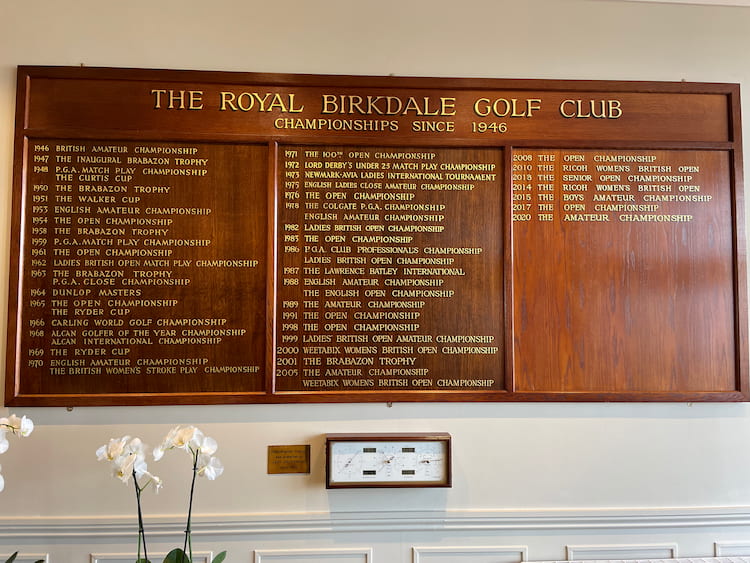 THE ROYAL BIRKDALE GOLF CLUB
CHAMPIONSHIPS SINCE 1946
1946 BRITISH AMATEUR CHAMPIONSHIP
1947 THE INAUGURAL BRABAZON TROPHY
1948 P.G.A. MATCH PLAY CHAMPIONSHIP
THE CURTIS CUP
1950 THE BRABAZON TROPHY
1951 THE WALKER CUP
1953 ENGLISH AMATEUR CHAMPIONSHIP
1954 THE OPEN CHAMPIONSHIP
1958 THE BRABAZON TROPHY
1959 P.G.A. MATCH PLAY CHAMPIONSHIP
1961 THE OPEN CHAMPIONSHIP
1962 LADIES BRITISH OPEN MATCH PLAY CHAMPIONSHIP
1963 THE BRABAZON TROPHY
P.G.A. CLOSE CHAMPIONSHIP
1964 DUNLOP MASTERS
1965 THE OPEN CHAMPIONSHIP
THE RYDER CUP
1966 CARLING WORLD GOLF CHAMPIONSHIP
1968 ALCAN GOLFER OF THE YEAR CHAMPIONSHIP
ALCAN INTERNATIONAL CHAMPIONSHIP
1969 THE RYDER CUP
1970 ENGLISH AMATEUR CHAMPIONSHIP
THE BRITISH WOMEN'S STROKE PLAY CHAMPIONSHIP
1971 THE 100TH OPEN CHAMPIONSHIP
1972 LORD DERBY'S UNDER 25 MATCH PLAY CHAMPIONSHIP
1973 NEWMARK-AVIA LADIES INTERNATIONAL TOURNAMENT
1975 ENGLISH LADIES CLOSE AMATEUR CHAMPIONSHIP
1976 THE OPEN CHAMPIONSHIP
1978 THE COLGATE P.G.A. CHAMPIONSHIP
ENGLISH AMATEUR CHAMPIONSHIP
1982 LADIES BRITISH OPEN CHAMPIONSHIP
1983 THE OPEN CHAMPIONSHIP
1986 P.G.A. CLUB PROFESSIONALS CHAMPIONSHIP
LADIES BRITISH OPEN CHAMPIONSHIP
1987 THE LAWRENCE BATLEY INTERNATIONAL
1988 ENGLISH AMATEUR CHAMPIONSHIP
THE ENGLISH OPEN CHAMPIONSHIP
1989 THE AMATEUR CHAMPIONSHIP
1991 THE OPEN CHAMPIONSHIP
1998 THE OPEN CHAMPIONSHIP
1999 LADIES' BRITISH OPEN AMATEUR CHAMPIONSHIP
2000 WEETABIX WOMEN'S BRITISH OPEN CHAMPIONSHIP
2001 THE BRABAZON TROPHY
2005 THE AMATEUR CHAMPIONSHIP
WEETABIX WOMEN'S BRITISH OPEN CHAMPIONSHIP
2008 THE OPEN CHAMPIONSHIP
2010 THE RICOH WOMEN'S BRITISH OPEN
2013 THE SENIOR OPEN CHAMPIONSHIP
2014 THE RICOH WOMEN'S BRITISH OPEN
2015 THE BOYS AMATEUR CHAMPIONSHIP
2017 THE OPEN CHAMPIONSHIP
2020 THE AMATEUR CHAMPIONSHIP